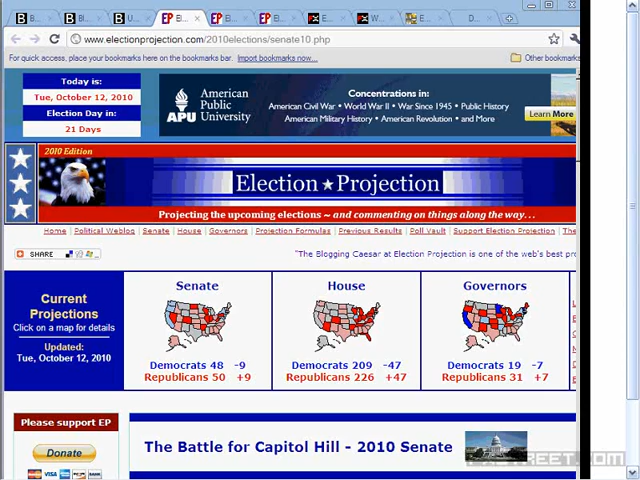 www.electionprojection.com/2010elections/senate10.php
For quick access, place your bookmarks here on the bookmarks bar. Import bookmarks now...
Other bookmarks
Today is:
Tue, October 12, 2010
Election Day in:
21 Days
American
Public
University
APU
Concentrations in:
American Civil War • World War II • War Since 1945 • Public History
American Military History • American Revolution • and More
Learn More
2010 Edition
Election★Projection
Projecting the upcoming elections ~ and commenting on things along the way...
Home | Political Weblog | Senate | House | Governors | Projection Formulas | Previous Results | Poll Vault | Support Election Projection | The
SHARE
"The Blogging Caesar at Election Projection is one of the web's best pro
Current
Projections
Click on a map for details
Updated:
Tue, October 12, 2010
Senate
Democrats 48 -9
Republicans 50 +9
House
Democrats 209 -47
Republicans 226 +47
Governors
Democrats 19 -7
Republicans 31 +7
Please support EP
Donate
VISA
The Battle for Capitol Hill - 2010 Senate